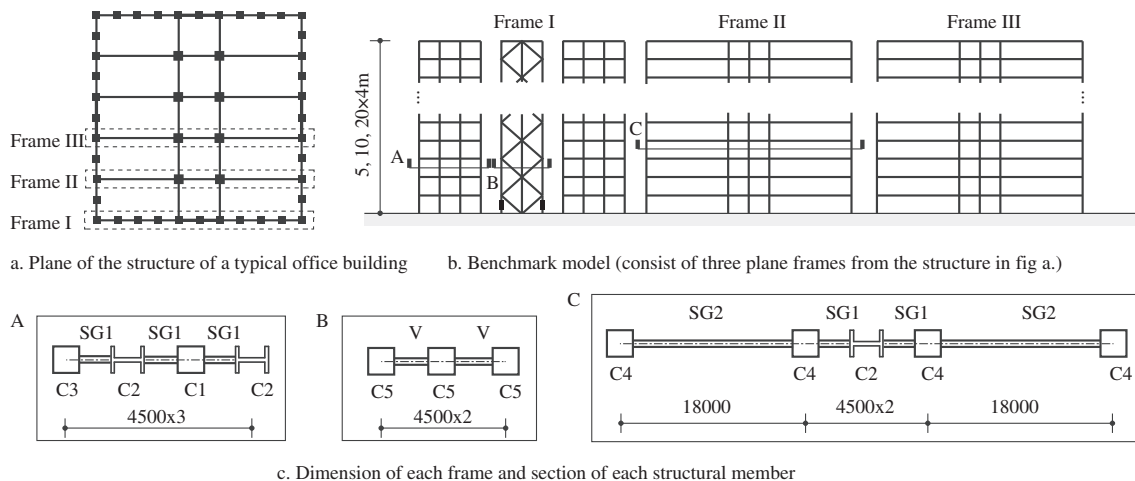 Frame I
Frame II
Frame III
Frame III
Frame II
Frame I
5, 10, 20×4m
A
B
C
a. Plane of the structure of a typical office building
b. Benchmark model (consist of three plane frames from the structure in fig a.)
A
SG1
SG1
SG1
C3
C2
C1
C2
4500x3
B
V
V
C5
C5
C5
4500x2
C
SG2
SG1
SG1
SG2
C4
C4
C2
C4
C4
18000
4500x2
18000
c. Dimension of each frame and section of each structural member